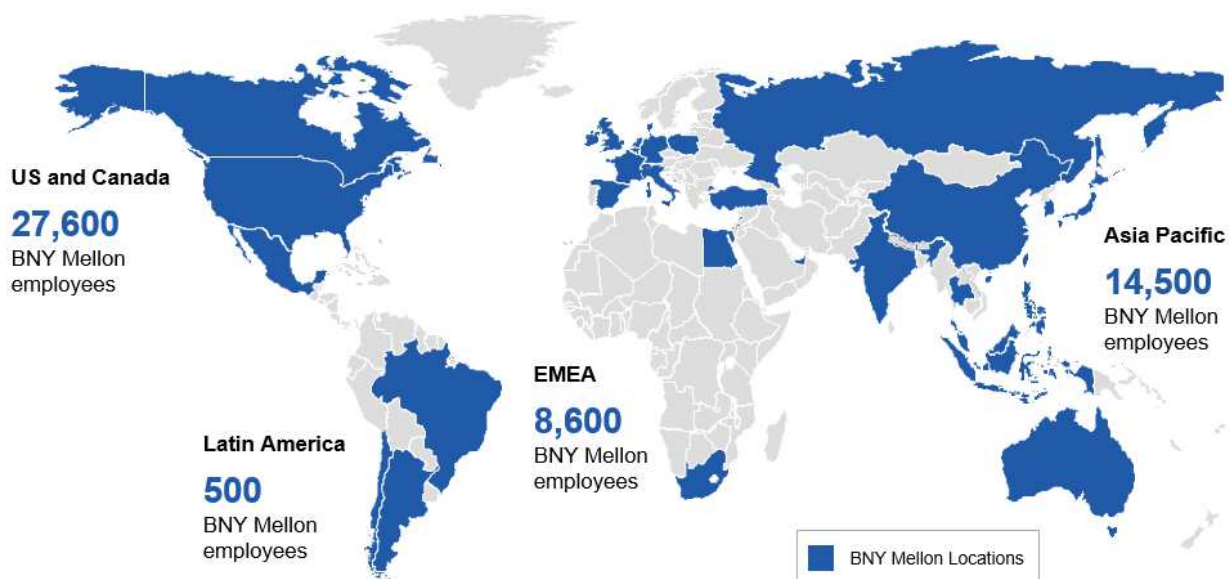 US and Canada
27,600
BNY Mellon
employees
Latin America
500
BNY Mellon
employees
EMEA
8,600
BNY Mellon
employees
Asia Pacific
14,500
BNY Mellon
employees
BNY Mellon Locations